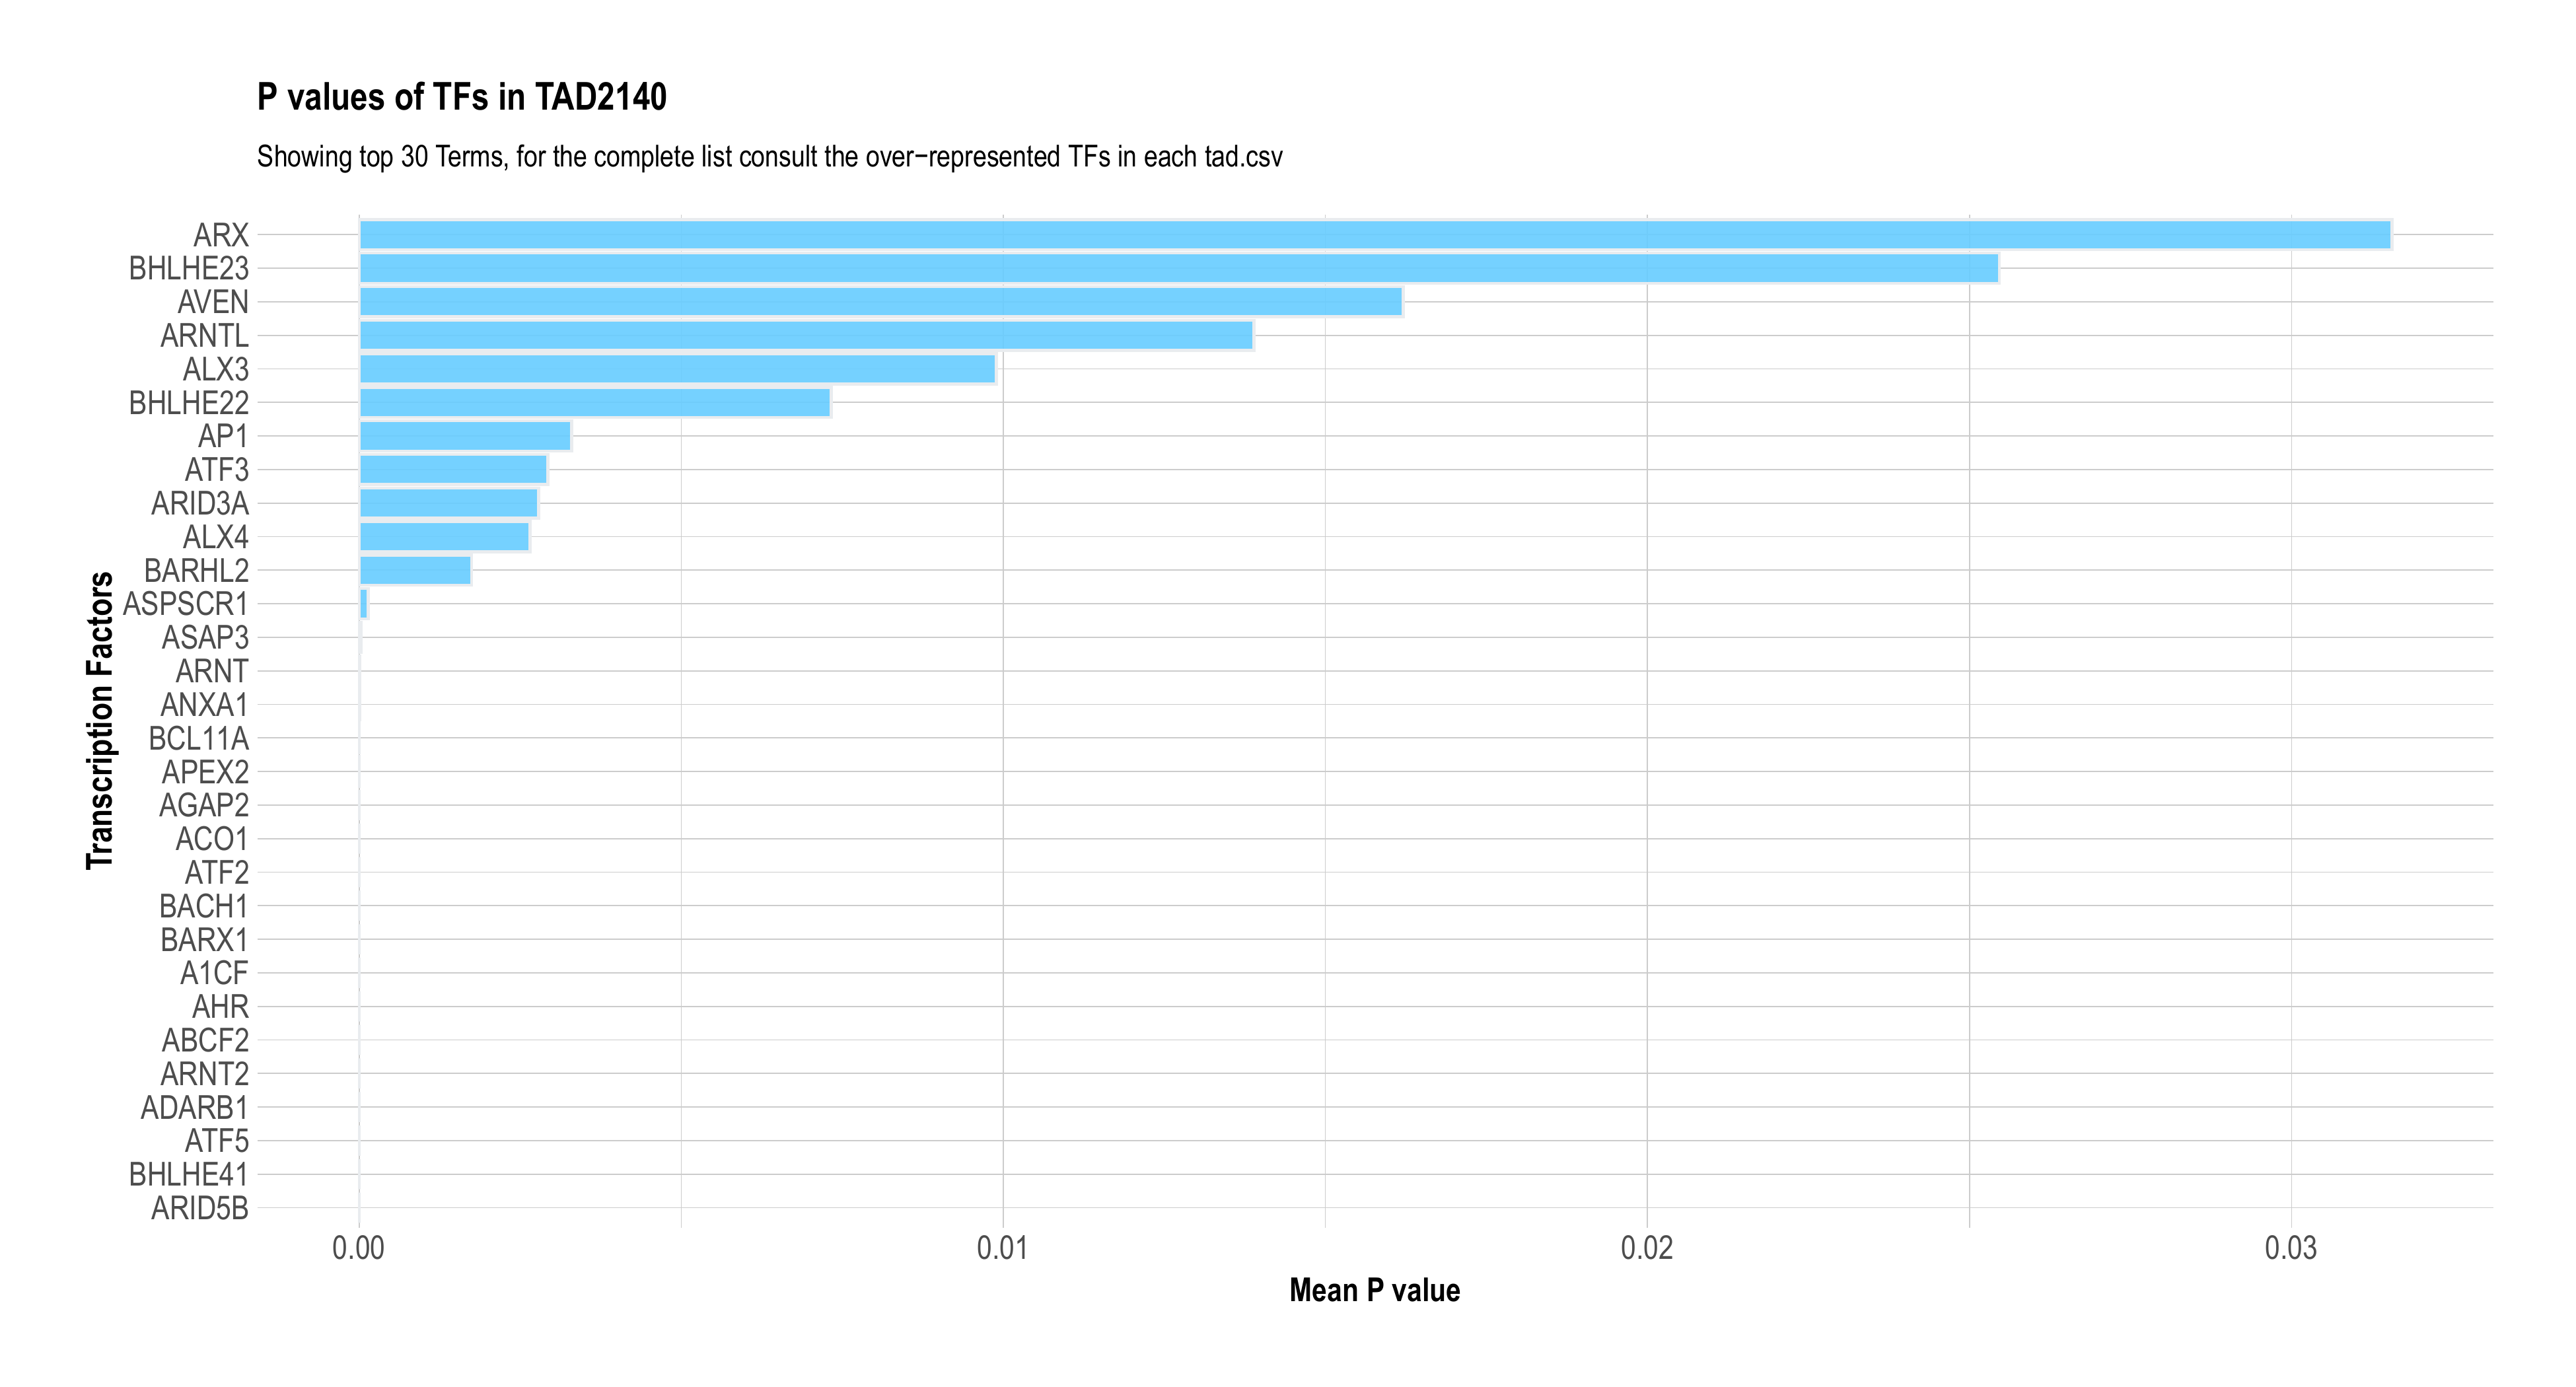 P values of TFs in TAD2140
Showing top 30 Terms, for the complete list consult the over−represented TFs in each tad.csv
Transcription Factors
ARX
BHLHE23
AVEN
ARNTL
ALX3
BHLHE22
AP1
ATF3
ARID3A
ALX4
BARHL2
ASPSCR1
ASAP3
ARNT
ANXA1
BCL11A
APEX2
AGAP2
ACO1
ATF2
BACH1
BARX1
A1CF
AHR
ABCF2
ARNT2
ADARB1
ATF5
BHLHE41
ARID5B
0.00 0.01 0.02 0.03
Mean P value